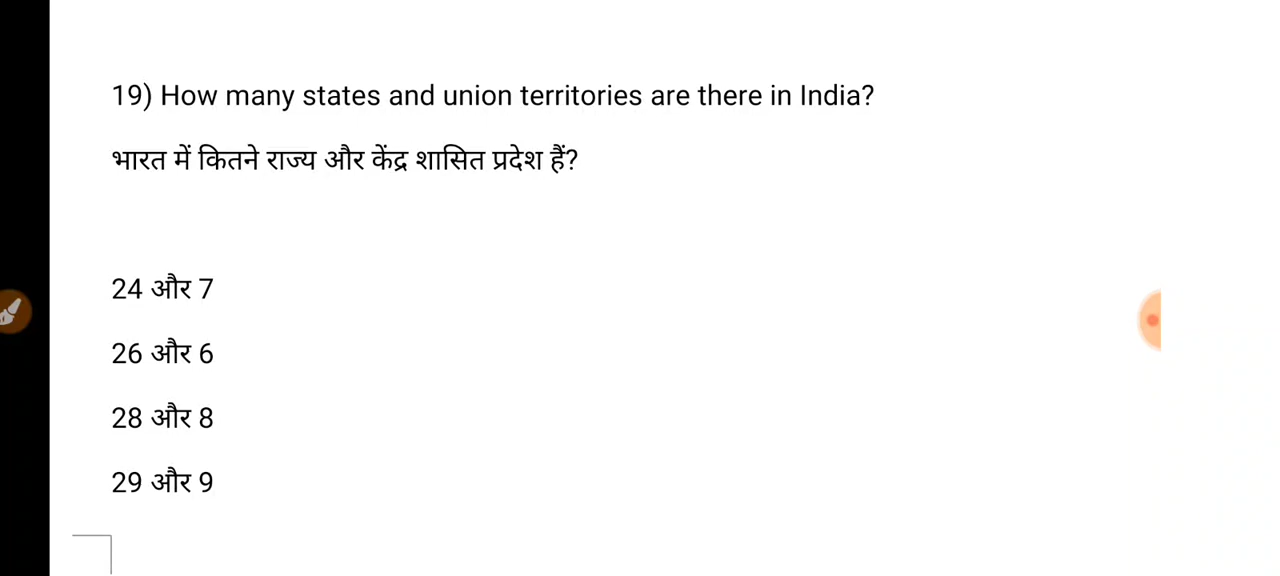 19) How many states and union territories are there in India?
भारत में कितने राज्य और केंद्र शासित प्रदेश हैं?
24 और 7
26 और 6
28 और 8
29 और 9